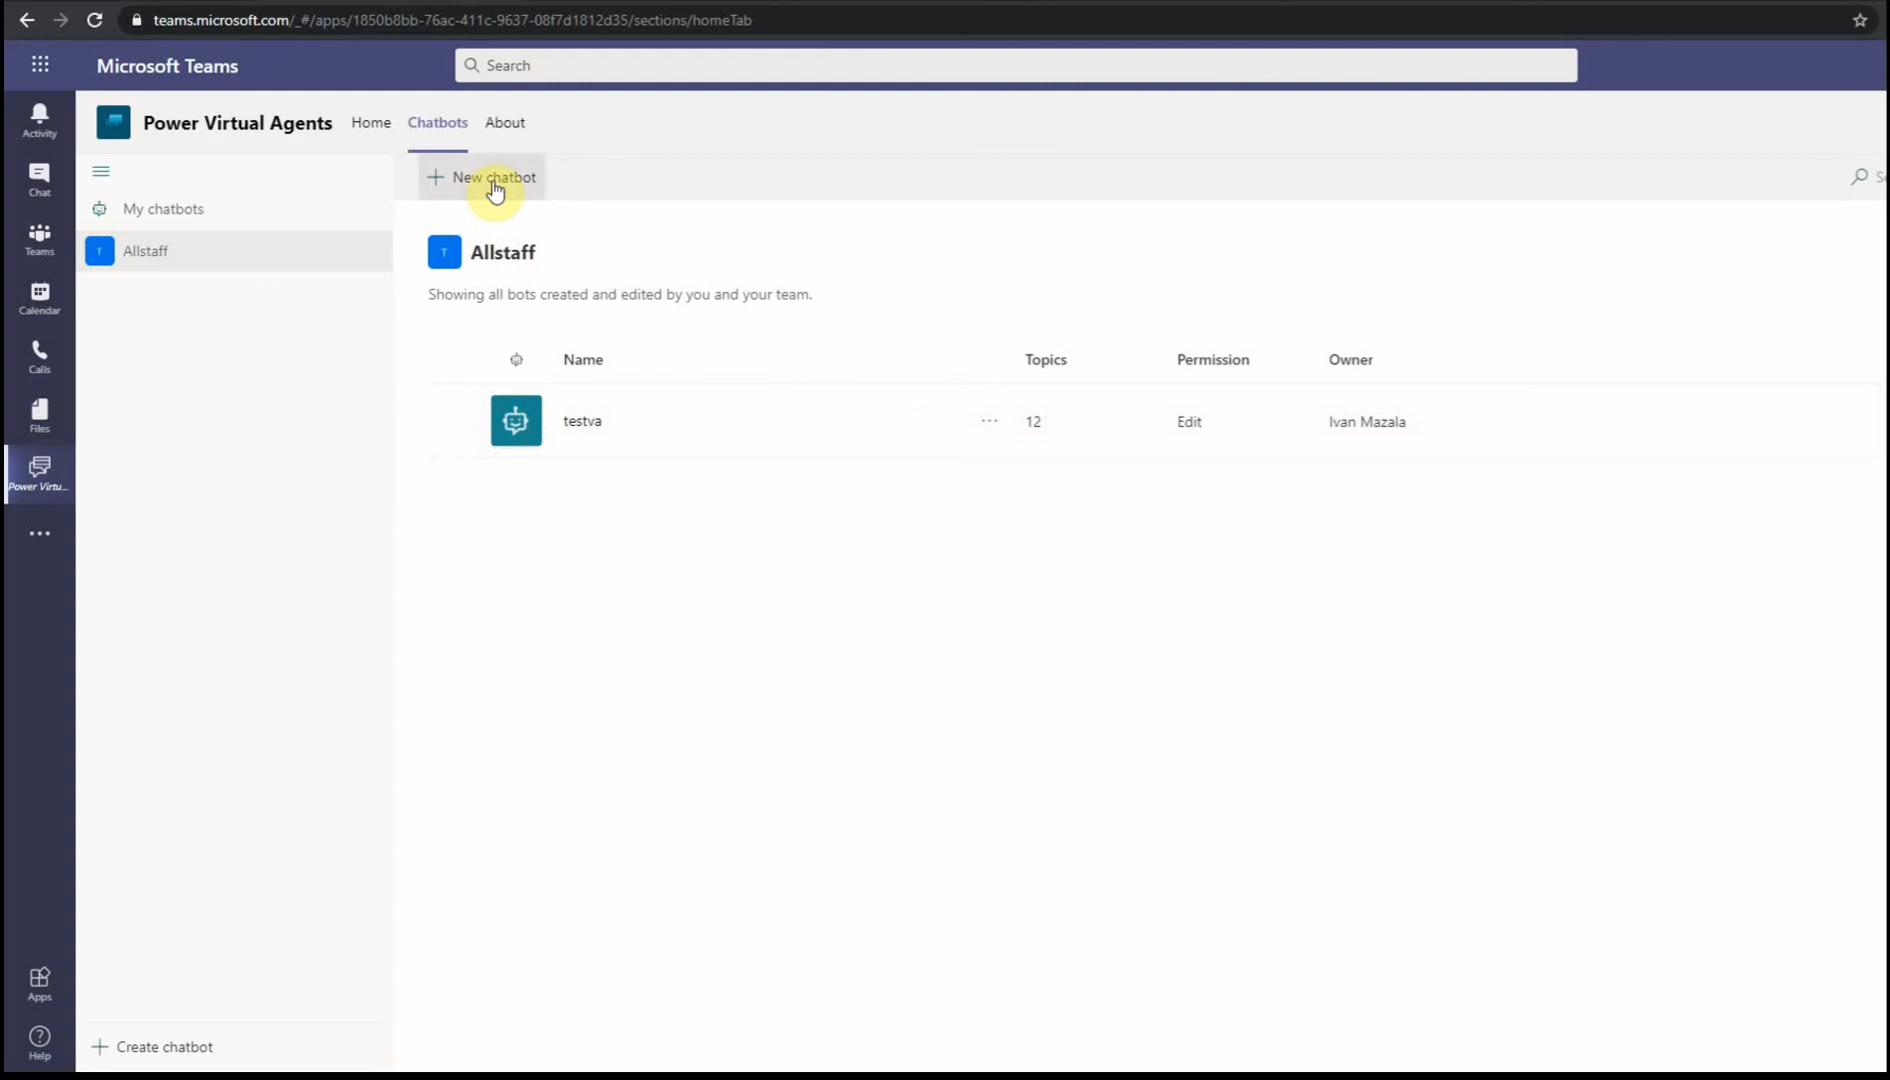 teams.microsoft.com/_#/apps/1850b8bb-76ac-411c-9637-08f7d1812d35/sections/homeTab
Microsoft Teams
Search
Activity
Chat
Teams
Calendar
Calls
Files
Power Virtu...
Apps
Help
Power Virtual Agents Home Chatbots About
My chatbots
T Allstaff
Create chatbot
New chatbot
T Allstaff
Showing all bots created and edited by you and your team.
Name Topics Permission Owner
testva ... 12 Edit Ivan Mazala